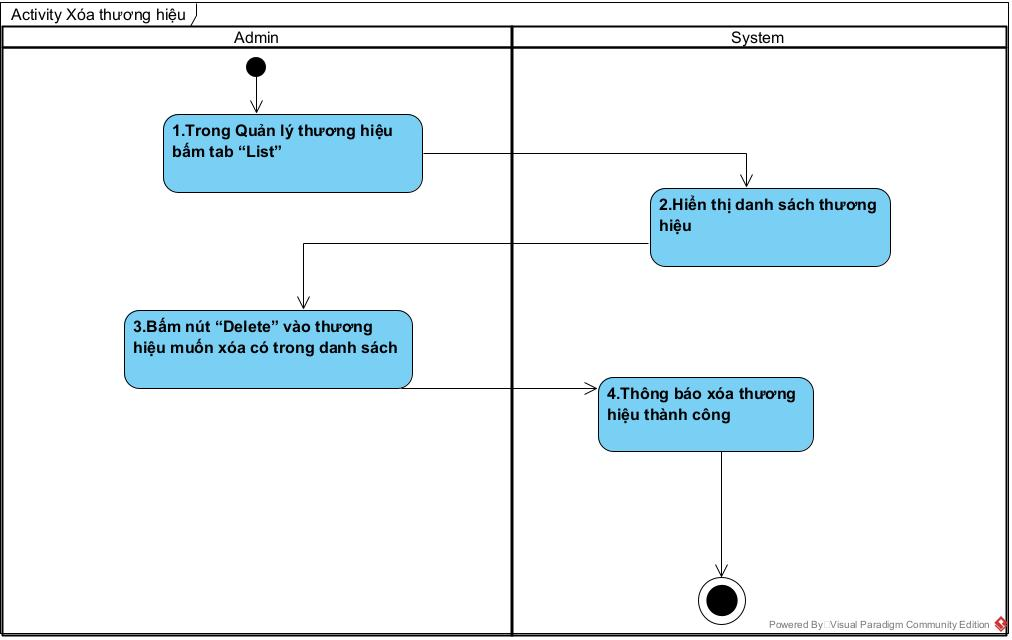 Activity Xóa thương hiệu
Admin
System
1.Trong Quản lý thương hiệu
bấm tab “List”
2.Hiển thị danh sách thương
hiệu
3.Bấm nút “Delete” vào thương
hiệu muốn xóa có trong danh sách
4.Thông báo xóa thương
hiệu thành công
Powered By Visual Paradigm Community Edition